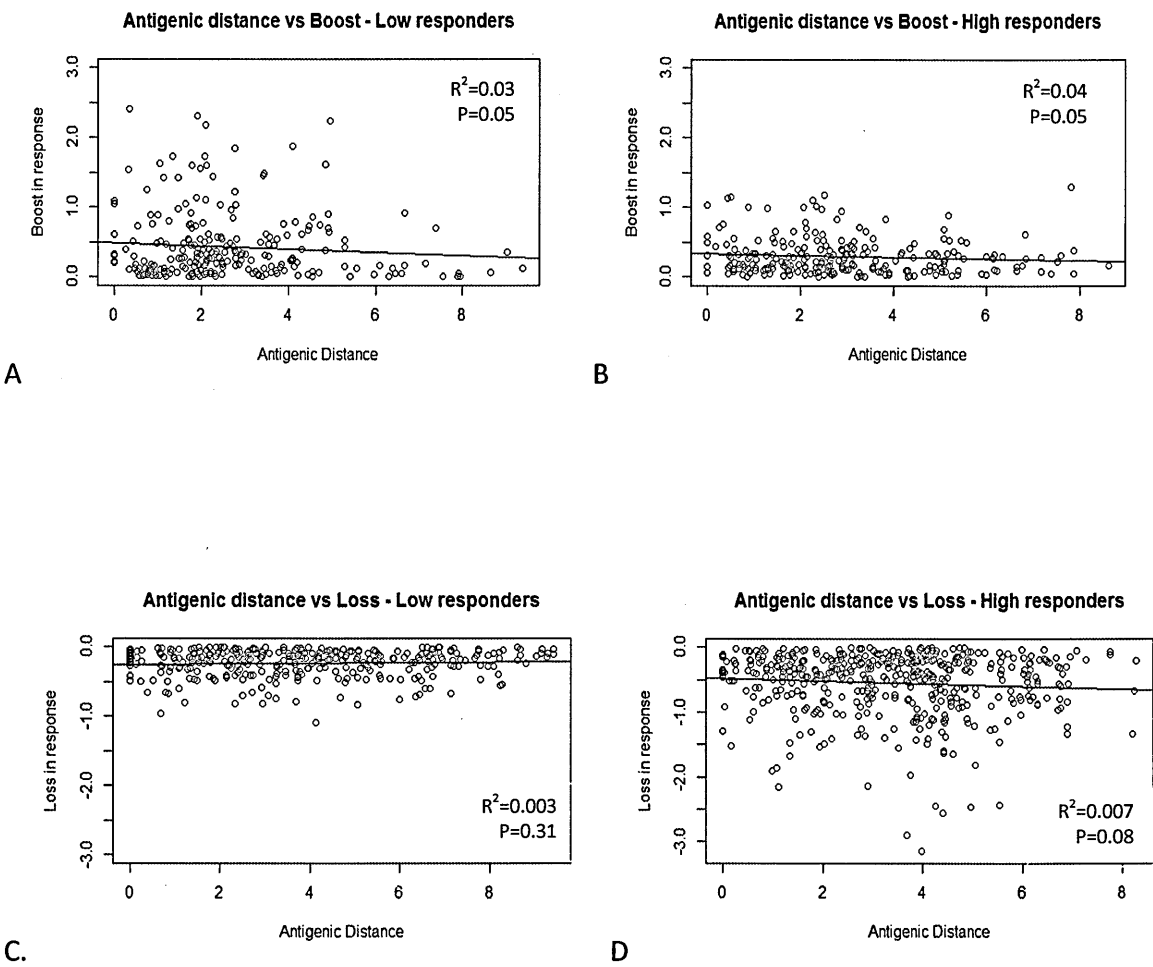 Antigenic distance vs Boost - Low responders
3.0
2.0
1.0
0.0
Boost in response
R²=0.03
P=0.05
0 2 4 6 8
Antigenic Distance
A
Antigenic distance vs Boost - High responders
3.0
2.0
1.0
0.0
Boost in response
R²=0.04
P=0.05
0 2 4 6 8
Antigenic Distance
B
Antigenic distance vs Loss - Low responders
0.0
-1.0
-2.0
-3.0
Loss in response
R²=0.003
P=0.31
0 2 4 6 8
Antigenic Distance
C.
Antigenic distance vs Loss - High responders
0.0
-1.0
-2.0
-3.0
Loss in response
R²=0.007
P=0.08
0 2 4 6 8
Antigenic Distance
D